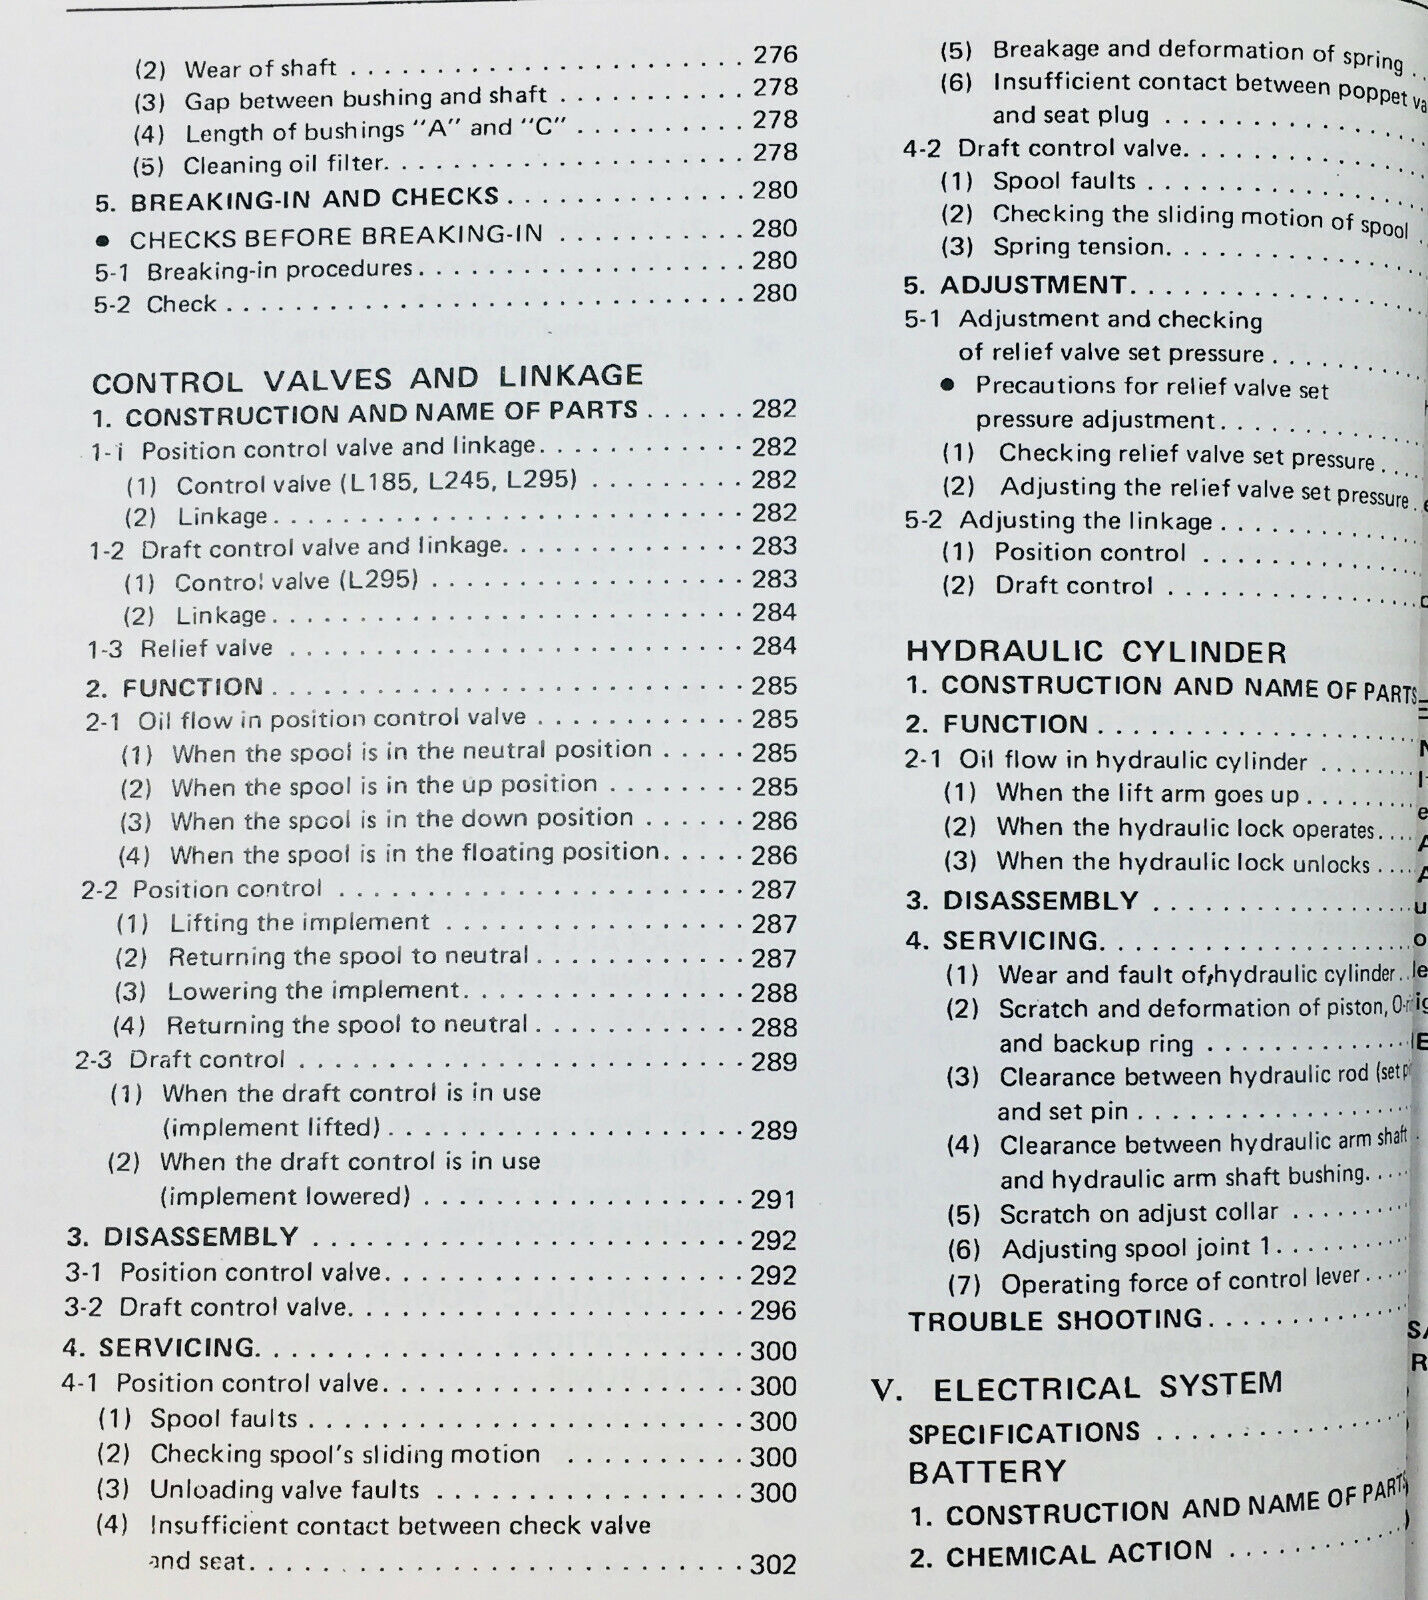 (2) Wear of shaft . . . . . . . . . . . . . . . . . . . . . . . 276
(3) Gap between bushing and shaft . . . . . . . . . . . 278
(4) Length of bushings "A" and "C" . . . . . . . . . . 278
(5) Cleaning oil filter. . . . . . . . . . . . . . . . . . . . . 278
5. BREAKING-IN AND CHECKS . . . . . . . . . . . . . . 280
● CHECKS BEFORE BREAKING-IN . . . . . . . . . . . 280
5-1 Breaking-in procedures . . . . . . . . . . . . . . . . . . . 280
5-2 Check . . . . . . . . . . . . . . . . . . . . . . . . . . . . . . 280
CONTROL VALVES AND LINKAGE
1. CONSTRUCTION AND NAME OF PARTS . . . . . . 282
1-i Position control valve and linkage. . . . . . . . . . . . 282
(1) Control valve (L185, L245, L295) . . . . . . . . . 282
(2) Linkage . . . . . . . . . . . . . . . . . . . . . . . . . . . 282
1-2 Draft control valve and linkage. . . . . . . . . . . . . . 283
(1) Control valve (L295) . . . . . . . . . . . . . . . . . . 283
(2) Linkage . . . . . . . . . . . . . . . . . . . . . . . . . . . 284
1-3 Relief valve . . . . . . . . . . . . . . . . . . . . . . . . . . 284
2. FUNCTION . . . . . . . . . . . . . . . . . . . . . . . . . . . 285
2-1 Oil flow in position control valve . . . . . . . . . . . . 285
(1) When the spool is in the neutral position . . . . . 285
(2) When the spool is in the up position . . . . . . . . 285
(3) When the spool is in the down position . . . . . . 286
(4) When the spool is in the floating position. . . . . 286
2-2 Position control . . . . . . . . . . . . . . . . . . . . . . . . 287
(1) Lifting the implement . . . . . . . . . . . . . . . . . . 287
(2) Returning the spool to neutral . . . . . . . . . . . . 287
(3) Lowering the implement. . . . . . . . . . . . . . . . . 288
(4) Returning the spool to neutral . . . . . . . . . . . . 288
2-3 Draft control . . . . . . . . . . . . . . . . . . . . . . . . . . 289
(1) When the draft control is in use
(implement lifted) . . . . . . . . . . . . . . . . . . . . . 289
(2) When the draft control is in use
(implement lowered) . . . . . . . . . . . . . . . . . . . 291
3. DISASSEMBLY . . . . . . . . . . . . . . . . . . . . . . . . . 292
3-1 Position control valve. . . . . . . . . . . . . . . . . . . . . 292
3-2 Draft control valve. . . . . . . . . . . . . . . . . . . . . . . 296
4. SERVICING. . . . . . . . . . . . . . . . . . . . . . . . . . . . 300
4-1 Position control valve. . . . . . . . . . . . . . . . . . . . . 300
(1) Spool faults . . . . . . . . . . . . . . . . . . . . . . . . . 300
(2) Checking spool's sliding motion . . . . . . . . . . 300
(3) Unloading valve faults . . . . . . . . . . . . . . . . . . 300
(4) Insufficient contact between check valve
and seat. . . . . . . . . . . . . . . . . . . . . . . . . . . . 302
(5) Breakage and deformation of spring . .
(6) Insufficient contact between poppet va
and seat plug . . . . . . . . . . . . . .
4-2 Draft control valve. . . . . . . . . . . . . .
(1) Spool faults . . . . . . . . . . . . . . .
(2) Checking the sliding motion of spool .
(3) Spring tension. . . . . . . . . . . . . .
5. ADJUSTMENT. . . . . . . . . . . . . . . . .
5-1 Adjustment and checking
of relief valve set pressure . . . . . . . . .
● Precautions for relief valve set
pressure adjustment. . . . . . . . . . . .
(1) Checking relief valve set pressure . . . .
(2) Adjusting the relief valve set pressure .
5-2 Adjusting the linkage . . . . . . . . . . . .
(1) Position control . . . . . . . . . . . . .
(2) Draft control . . . . . . . . . . . . . . .
HYDRAULIC CYLINDER
1. CONSTRUCTION AND NAME OF PARTS
2. FUNCTION . . . . . . . . . . . . . . . . . .
2-1 Oil flow in hydraulic cylinder . . . . . . .
(1) When the lift arm goes up . . . . . . . .
(2) When the hydraulic lock operates. . . .
(3) When the hydraulic lock unlocks . . . .
3. DISASSEMBLY . . . . . . . . . . . . . . . .
4. SERVICING. . . . . . . . . . . . . . . . . . .
(1) Wear and fault of hydraulic cylinder. .
(2) Scratch and deformation of piston, O-ri
and backup ring . . . . . . . . . . . . .
(3) Clearance between hydraulic rod (set p
and set pin . . . . . . . . . . . . . . . . .
(4) Clearance between hydraulic arm shaft .
and hydraulic arm shaft bushing. . . .
(5) Scratch on adjust collar . . . . . . . . .
(6) Adjusting spool joint 1. . . . . . . . . .
(7) Operating force of control lever . . . .
TROUBLE SHOOTING. . . . . . . . . . . . . .
V. ELECTRICAL SYSTEM
SPECIFICATIONS . . . . . . . . . . . . . . . .
BATTERY
1. CONSTRUCTION AND NAME OF PARTS
2. CHEMICAL ACTION . . . . . . . . . . . .